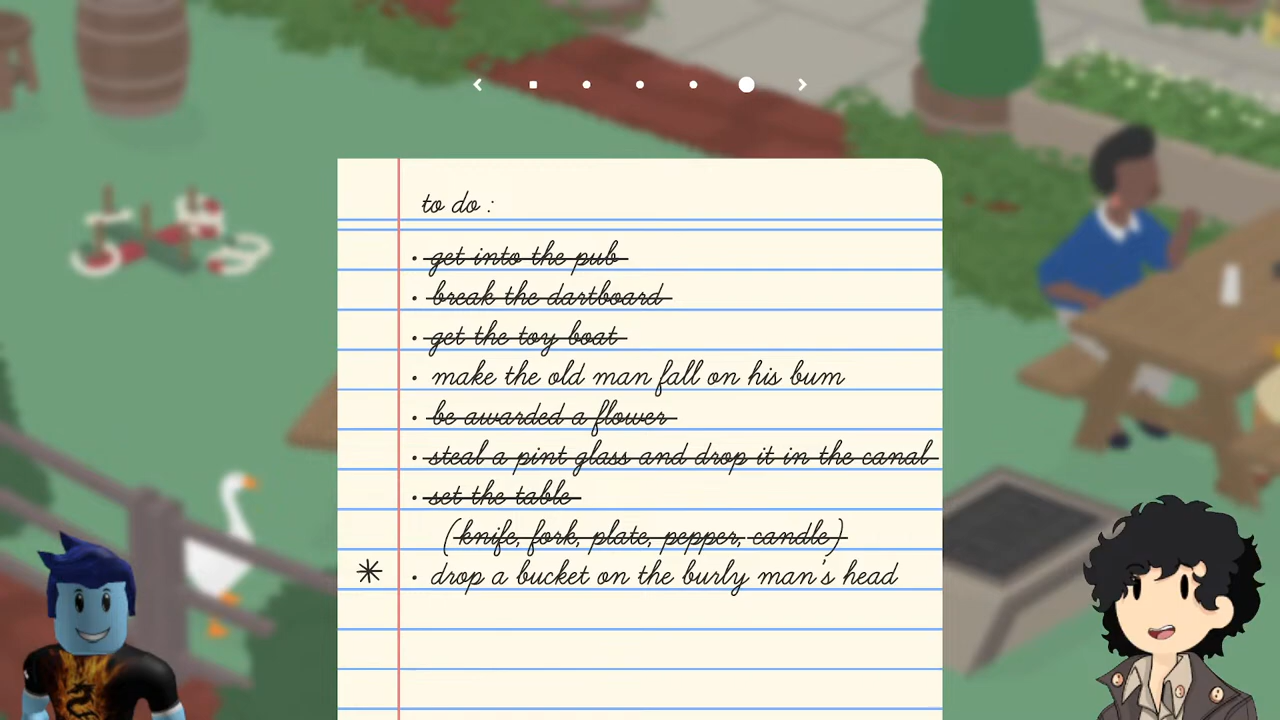 to do :
• get into the pub
• break the dartboard
• get the toy boat
• make the old man fall on his bum
• be awarded a flower
• steal a pint glass and drop it in the canal
• set the table
(knife, fork, plate, pepper, candle)
• drop a bucket on the burly man's head